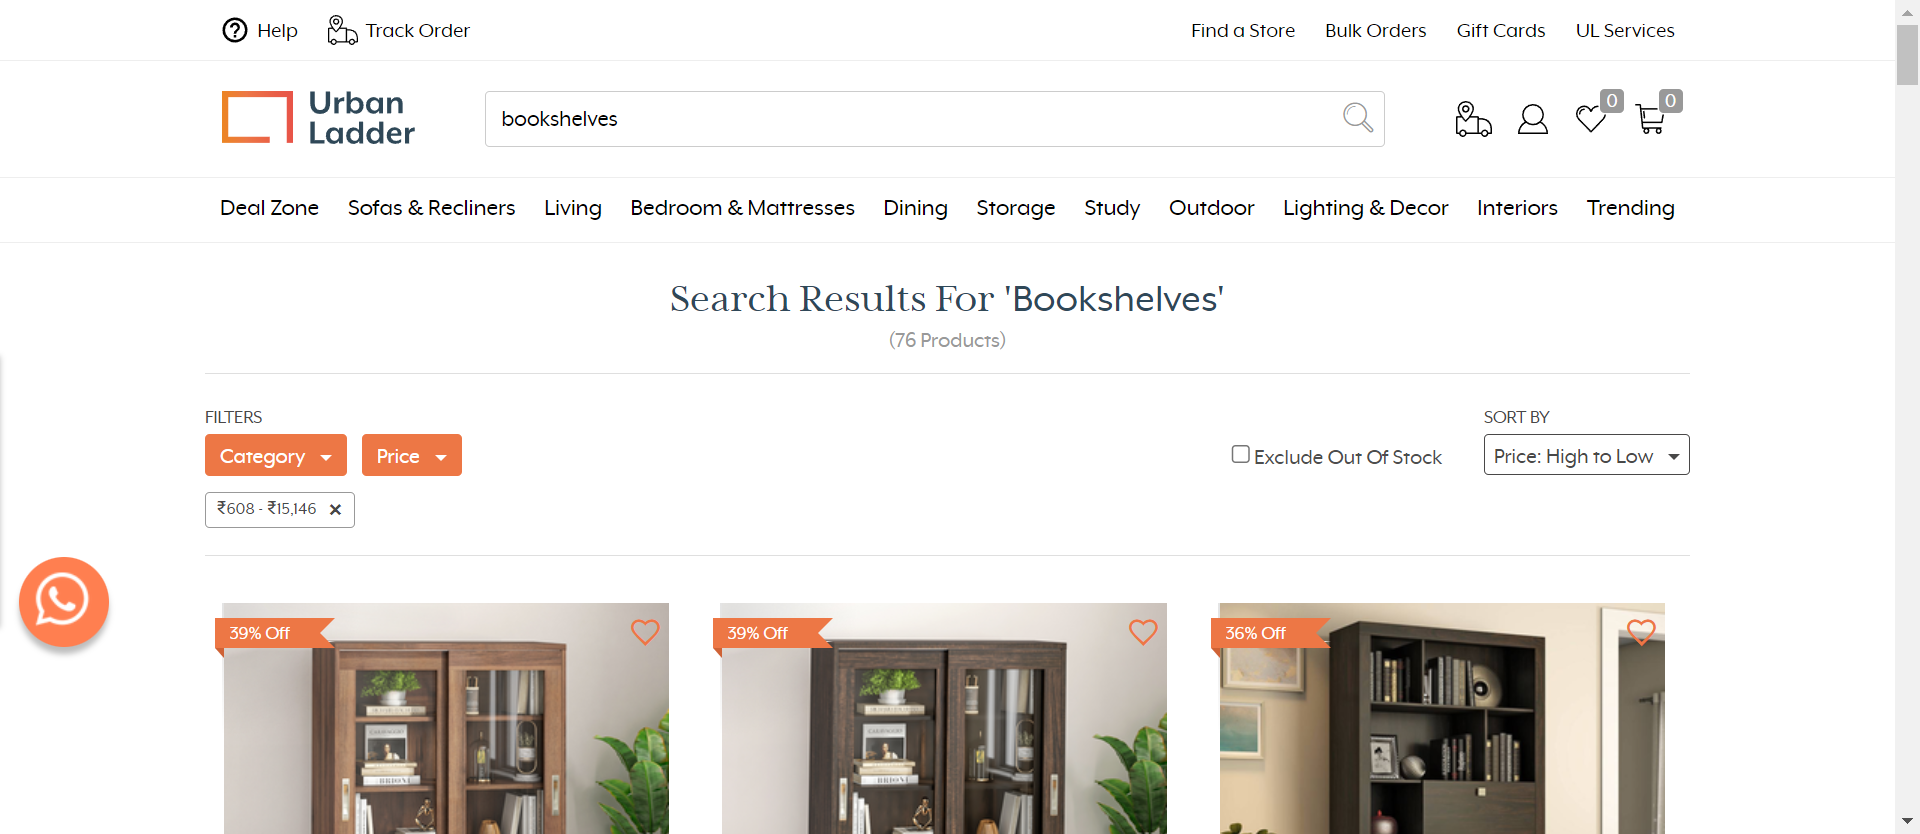 Help
Track Order
Find a Store
Bulk Orders
Gift Cards
UL Services
Urban
Ladder
bookshelves
0
0
Deal Zone
Sofas & Recliners
Living
Bedroom & Mattresses
Dining
Storage
Study
Outdoor
Lighting & Decor
Interiors
Trending
Search Results For 'Bookshelves'
(76 Products)
FILTERS
Category
Price
Exclude Out Of Stock
SORT BY
Price: High to Low
₹608 - ₹15,146
39% Off
39% Off
36% Off